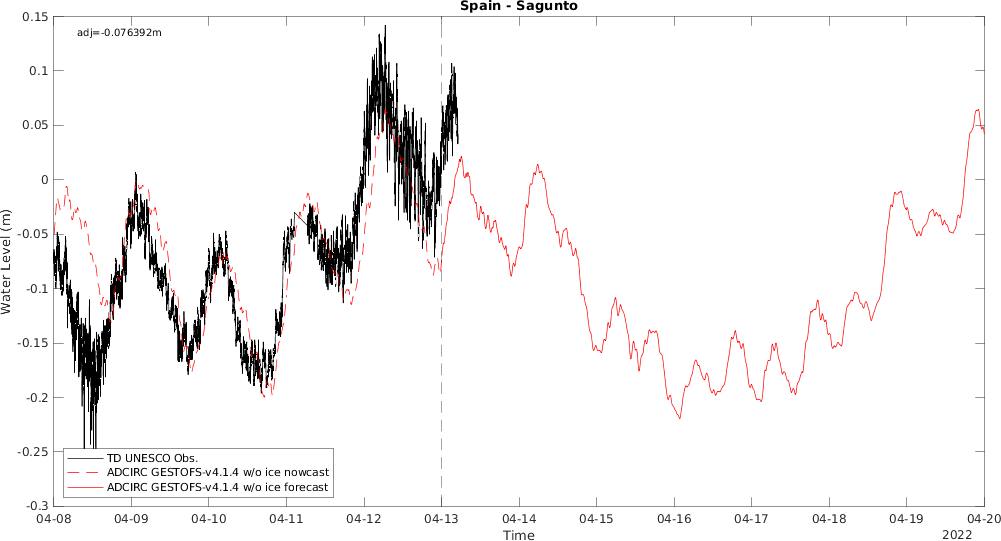 Spain - Sagunto
adj=-0.076392m
0.15
0.1
0.05
0
-0.05
-0.1
-0.15
-0.2
-0.25
-0.3
Water Level (m)
TD UNESCO Obs.
ADCIRC GESTOFS-v4.1.4 w/o ice nowcast
ADCIRC GESTOFS-v4.1.4 w/o ice forecast
04-08 04-09 04-10 04-11 04-12 04-13 04-14 04-15 04-16 04-17 04-18 04-19 04-20
Time
2022